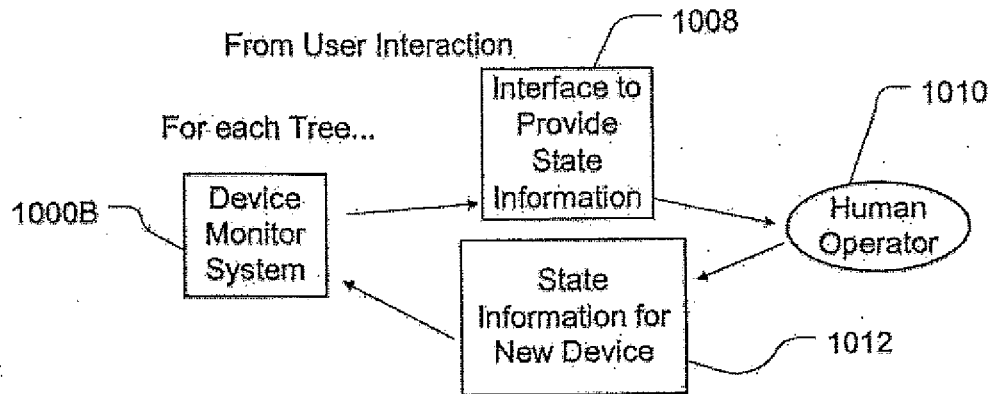 1008
From User Interaction
Interface to
Provide
State
Information
1010
For each Tree...
1000B
Device
Monitor
System
Human
Operator
State
Information for
New Device
1012